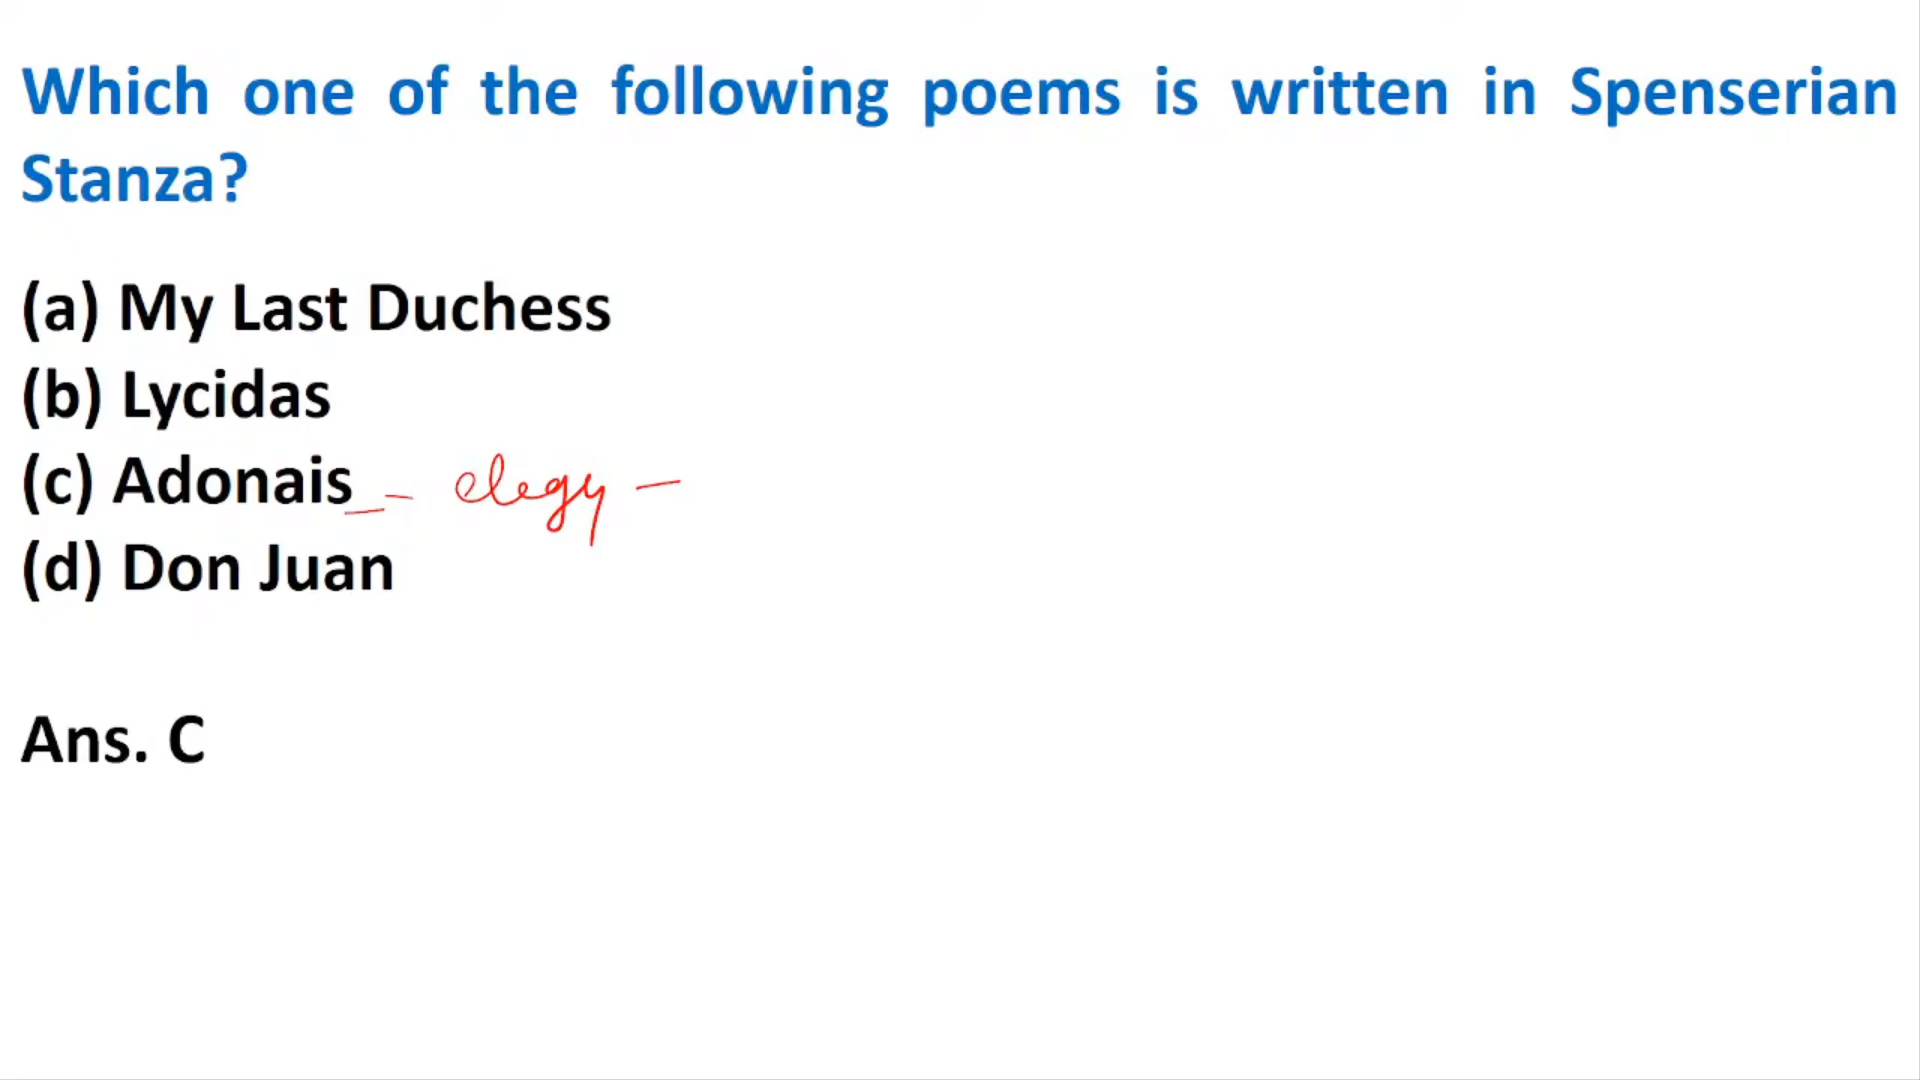 Which one of the following poems is written in Spenserian
Stanza?
(a) My Last Duchess
(b) Lycidas
(c) Adonais - elegy -
(d) Don Juan
Ans. C